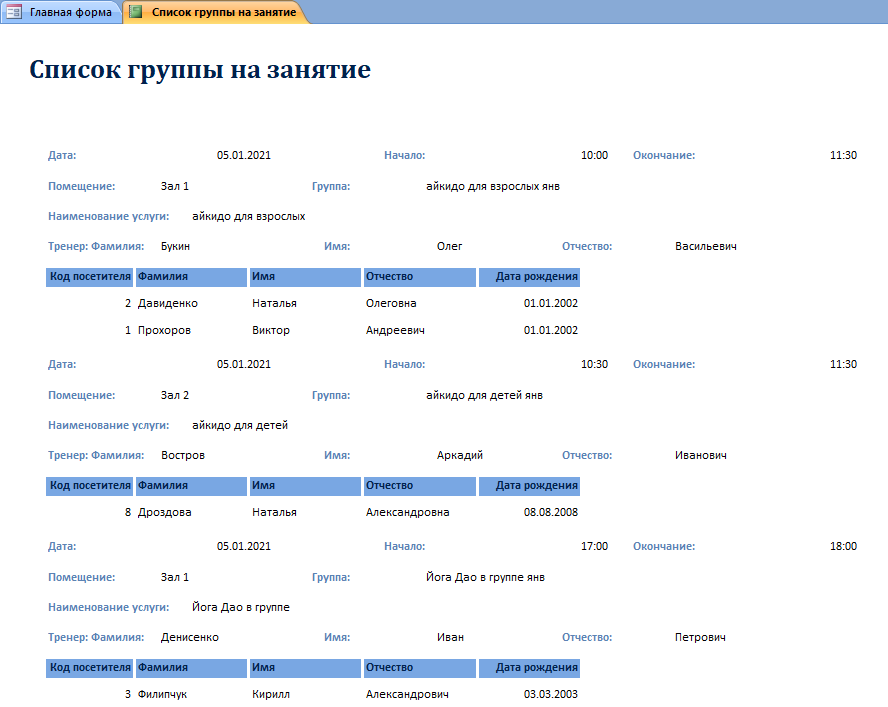 Главная форма Список группы на занятие
Список группы на занятие
Дата: 05.01.2021 Начало: 10:00 Окончание: 11:30
Помещение: Зал 1 Группа: айкидо для взрослых янв
Наименование услуги: айкидо для взрослых
Тренер: Фамилия: Букин Имя: Олег Отчество: Васильевич
Код посетителя Фамилия Имя Отчество Дата рождения
2 Давиденко Наталья Олеговна 01.01.2002
1 Прохоров Виктор Андреевич 01.01.2002
Дата: 05.01.2021 Начало: 10:30 Окончание: 11:30
Помещение: Зал 2 Группа: айкидо для детей янв
Наименование услуги: айкидо для детей
Тренер: Фамилия: Востров Имя: Аркадий Отчество: Иванович
Код посетителя Фамилия Имя Отчество Дата рождения
8 Дроздова Наталья Александровна 08.08.2008
Дата: 05.01.2021 Начало: 17:00 Окончание: 18:00
Помещение: Зал 1 Группа: Йога Дао в группе янв
Наименование услуги: Йога Дао в группе
Тренер: Фамилия: Денисенко Имя: Иван Отчество: Петрович
Код посетителя Фамилия Имя Отчество Дата рождения
3 Филипчук Кирилл Александрович 03.03.2003